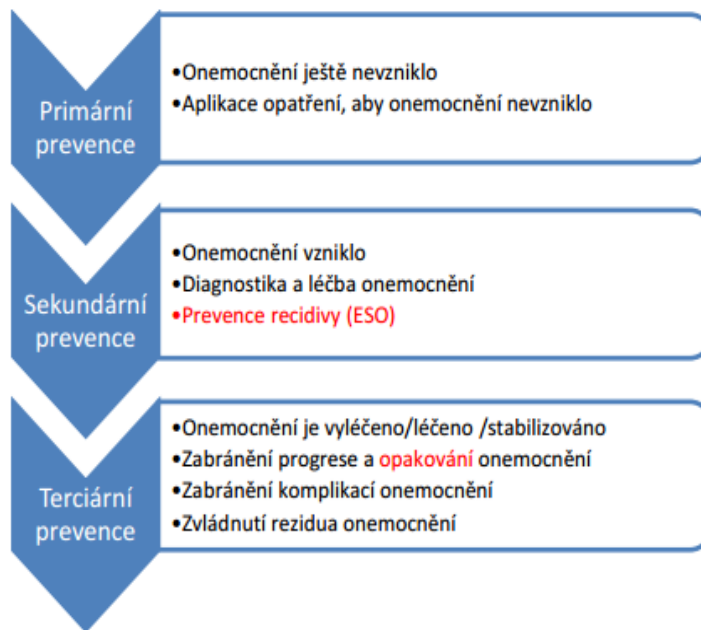 Primární
prevence
•Onemocnění ještě nevzniklo
•Aplikace opatření, aby onemocnění nevzniklo
Sekundární
prevence
•Onemocnění vzniklo
•Diagnostika a léčba onemocnění
•Prevence recidivy (ESO)
Terciární
prevence
•Onemocnění je vyléčeno/léčeno /stabilizováno
•Zabránění progrese a opakování onemocnění
•Zabránění komplikací onemocnění
•Zvládnutí rezidua onemocnění